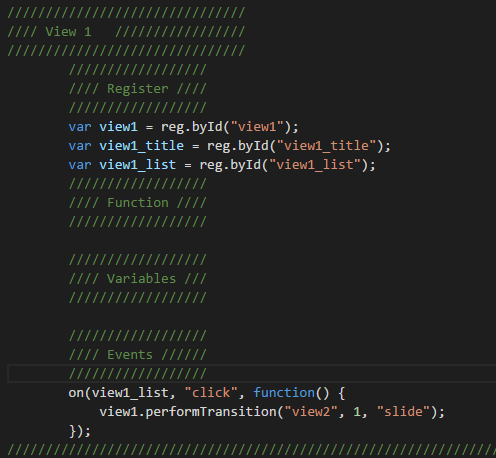 ///////////////////////////////
//// View 1   /////////////////
///////////////////////////////
        //////////////////
        //// Register ////
        //////////////////
        var view1 = reg.byId("view1");
        var view1_title = reg.byId("view1_title");
        var view1_list = reg.byId("view1_list");
        //////////////////
        //// Function ////
        //////////////////

        //////////////////
        //// Variables ///
        //////////////////

        //////////////////
        //// Events //////
        //////////////////
        on(view1_list, "click", function() {
            view1.performTransition("view2", 1, "slide");
        });
////////////////////////////////////////////////////////////////